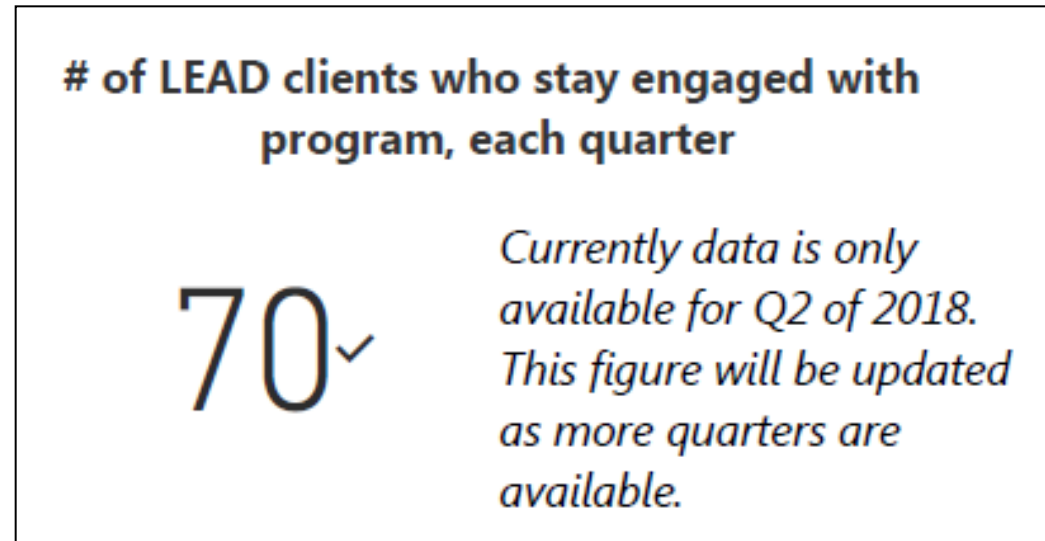 # of LEAD clients who stay engaged with
program, each quarter
70✓
Currently data is only
available for Q2 of 2018.
This figure will be updated
as more quarters are
available.